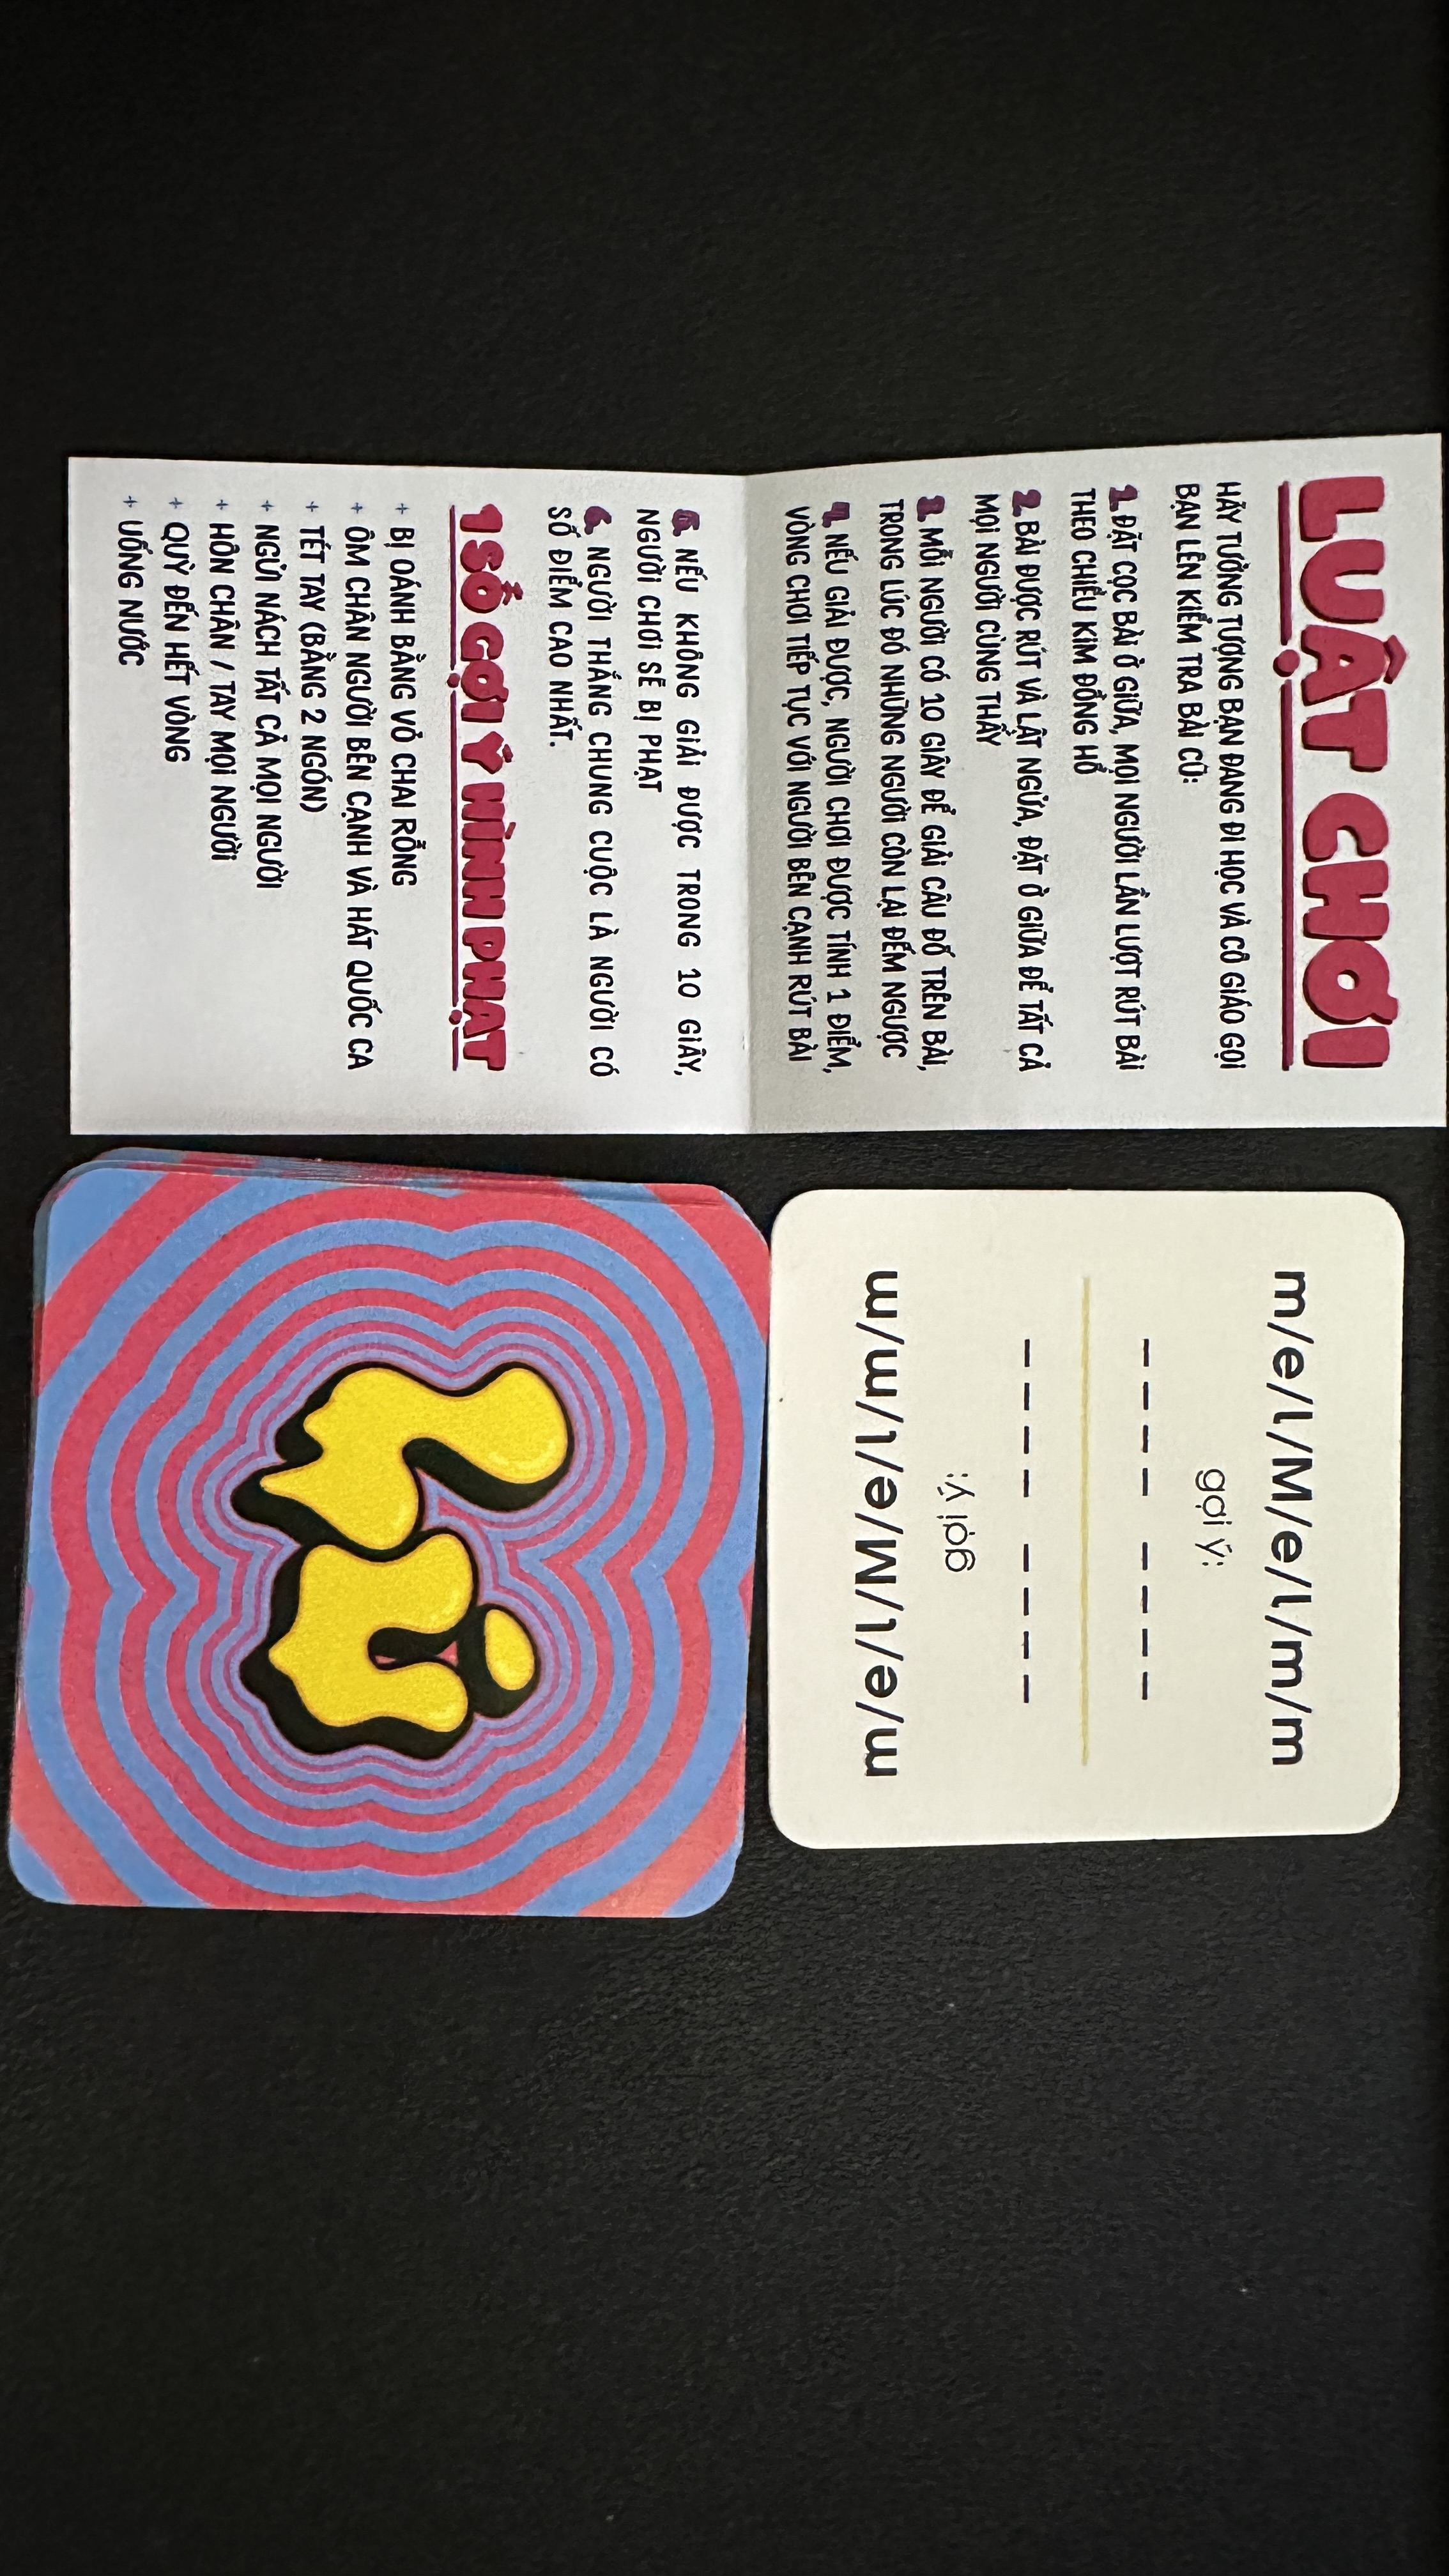 LUẬT CHƠI
HÃY TƯỞNG TƯỢNG BẠN ĐANG ĐI HỌC VÀ CÔ GIÁO GỌI
BẠN LÊN KIỂM TRA BÀI CŨ:
1. ĐẶT CỌC BÀI Ở GIỮA, MỌI NGƯỜI LẦN LƯỢT RÚT BÀI
THEO CHIỀU KIM ĐỒNG HỒ
2. BÀI ĐƯỢC RÚT VÀ LẬT NGỬA, ĐẶT Ở GIỮA ĐỂ TẤT CẢ
MỌI NGƯỜI CÙNG THẤY
3. MỖI NGƯỜI CÓ 10 GIÂY ĐỂ GIẢI CÂU ĐỐ TRÊN BÀI,
TRONG LÚC ĐÓ NHỮNG NGƯỜI CÒN LẠI ĐẾM NGƯỢC
4. NẾU GIẢI ĐƯỢC, NGƯỜI CHƠI ĐƯỢC TÍNH 1 ĐIỂM,
VÒNG CHƠI TIẾP TỤC VỚI NGƯỜI BÊN CẠNH RÚT BÀI
5. NẾU KHÔNG GIẢI ĐƯỢC TRONG 10 GIÂY,
NGƯỜI CHƠI SẼ BỊ PHẠT
6. NGƯỜI THẮNG CHUNG CUỘC LÀ NGƯỜI CÓ
SỐ ĐIỂM CAO NHẤT.
1 SỐ GỢI Ý HÌNH PHẠT
+ BỊ OÁNH BẰNG VỎ CHAI RỖNG
+ ÔM CHÂN NGƯỜI BÊN CẠNH VÀ HÁT QUỐC CA
+ TÉT TAY (BẰNG 2 NGÓN)
+ NGỬI NÁCH TẤT CẢ MỌI NGƯỜI
+ HÔN CHÂN / TAY MỌI NGƯỜI
+ QUỲ ĐẾN HẾT VÒNG
+ UỐNG NƯỚC
m/e/l/M/e/l/m/m
gợi ý:
_ _ _ _ _ _ _ _
_ _ _ _ _ _ _ _
gợi ý:
m/e/l/M/e/l/m/m